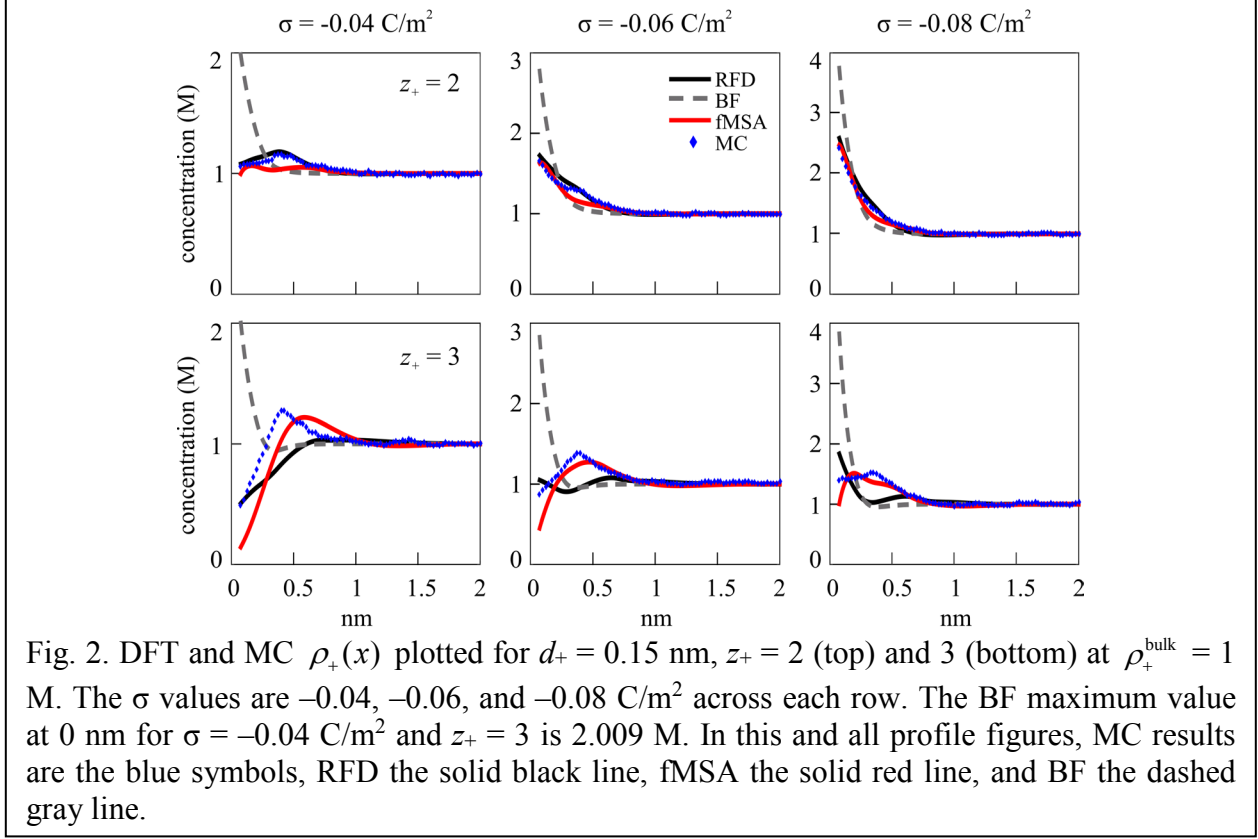 σ = -0.04 C/m² σ = -0.06 C/m² σ = -0.08 C/m²
2 3 4
z₊ = 2
RFD
BF
fMSA
MC
3
2
2
1
1
1
concentration (M)
0 0 0
2 3 4
z₊ = 3
3
2
2
1
1
1
concentration (M)
0 0 0
0 0.5 1 1.5 2 0 0.5 1 1.5 2 0 0.5 1 1.5 2
nm nm nm
Fig. 2. DFT and MC ρ₊(x) plotted for d₊ = 0.15 nm, z₊ = 2 (top) and 3 (bottom) at ρ₊^bulk = 1
M. The σ values are –0.04, –0.06, and –0.08 C/m² across each row. The BF maximum value
at 0 nm for σ = –0.04 C/m² and z₊ = 3 is 2.009 M. In this and all profile figures, MC results
are the blue symbols, RFD the solid black line, fMSA the solid red line, and BF the dashed
gray line.